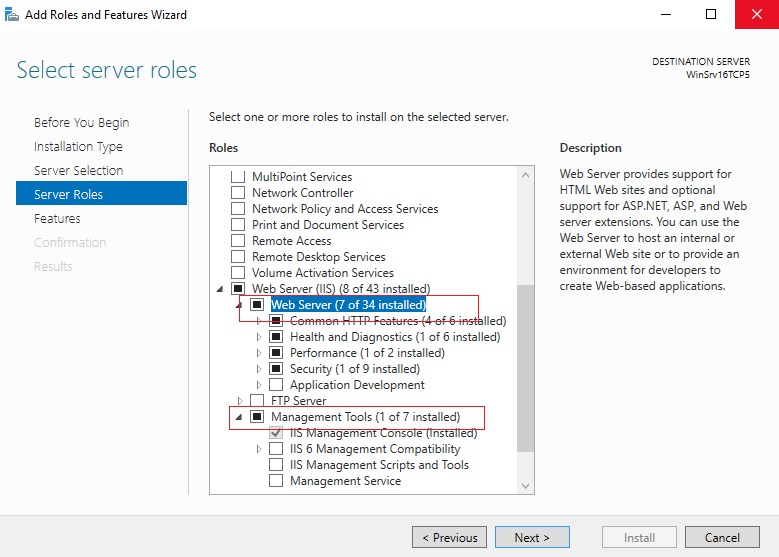 Add Roles and Features Wizard
Select server roles
DESTINATION SERVER
WinSrv16TCP5
Before You Begin
Installation Type
Server Selection
Server Roles
Features
Confirmation
Results
Select one or more roles to install on the selected server.
Roles
MultiPoint Services
Network Controller
Network Policy and Access Services
Print and Document Services
Remote Access
Remote Desktop Services
Volume Activation Services
Web Server (IIS) (8 of 43 installed)
Web Server (7 of 34 installed)
Common HTTP Features (4 of 6 installed)
Health and Diagnostics (1 of 6 installed)
Performance (1 of 2 installed)
Security (1 of 9 installed)
Application Development
FTP Server
Management Tools (1 of 7 installed)
IIS Management Console (Installed)
IIS 6 Management Compatibility
IIS Management Scripts and Tools
Management Service
Description
Web Server provides support for
HTML Web sites and optional
support for ASP.NET, ASP, and Web
server extensions. You can use the
Web Server to host an internal or
external Web site or to provide an
environment for developers to
create Web-based applications.
< Previous
Next >
Install
Cancel